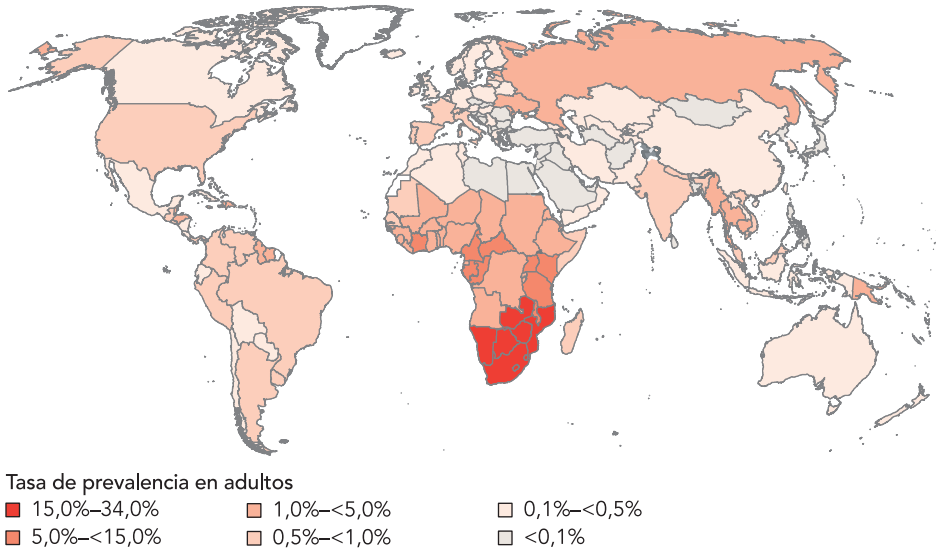 Tasa de prevalencia en adultos
15,0%–34,0% 1,0%–<5,0% 0,1%–<0,5%
5,0%–<15,0% 0,5%–<1,0% <0,1%